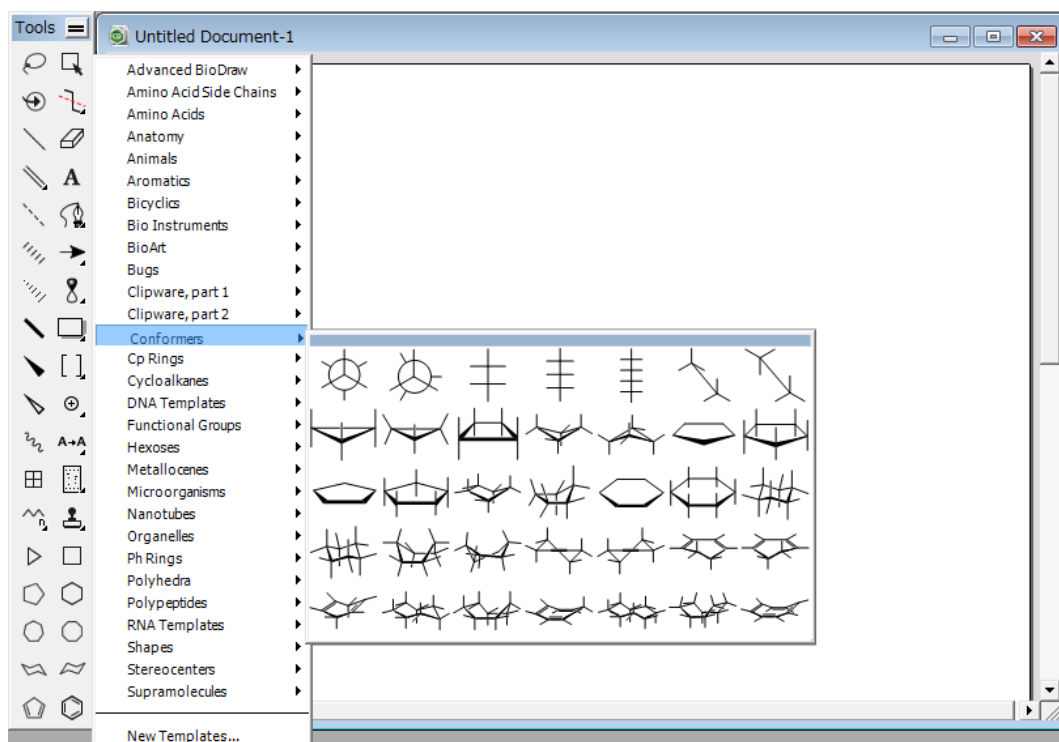 Tools
Untitled Document-1
Advanced BioDraw
Amino Acid Side Chains
Amino Acids
Anatomy
Animals
Aromatics
Bicyclics
Bio Instruments
BioArt
Bugs
Clipware, part 1
Clipware, part 2
Conformers
Cp Rings
Cycloalkanes
DNA Templates
Functional Groups
Hexoses
Metallocenes
Microorganisms
Nanotubes
Organelles
Ph Rings
Polyhedra
Polypeptides
RNA Templates
Shapes
Stereocenters
Supramolecules
New Templates...
A
A→A
n